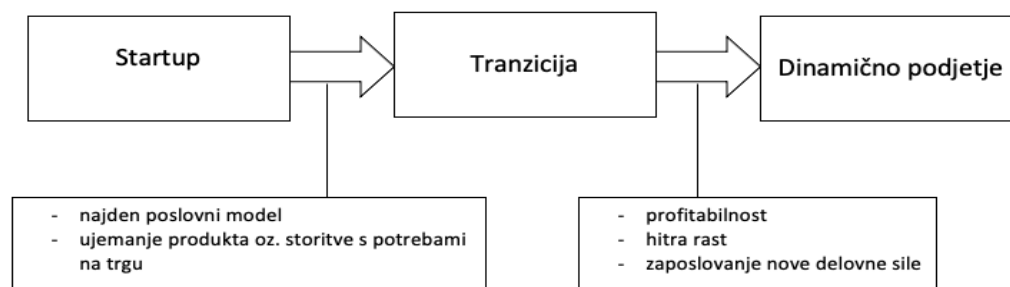 Startup
Tranzicija
Dinamično podjetje
- najden poslovni model
- ujemanje produkta oz. storitve s potrebami
na trgu
- profitabilnost
- hitra rast
- zaposlovanje nove delovne sile